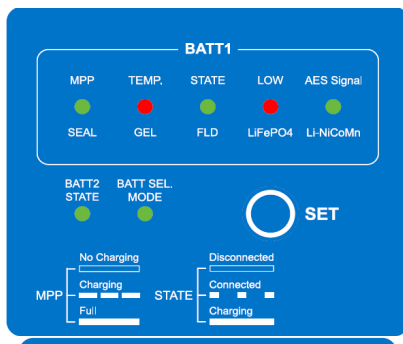 BATT1
MPP TEMP. STATE LOW AES Signal
SEAL GEL FLD LiFePO4 Li-NiCoMn
BATT2 STATE
BATT SEL. MODE
SET
MPP
No Charging
Charging
Full
STATE
Disconnected
Connected
Charging